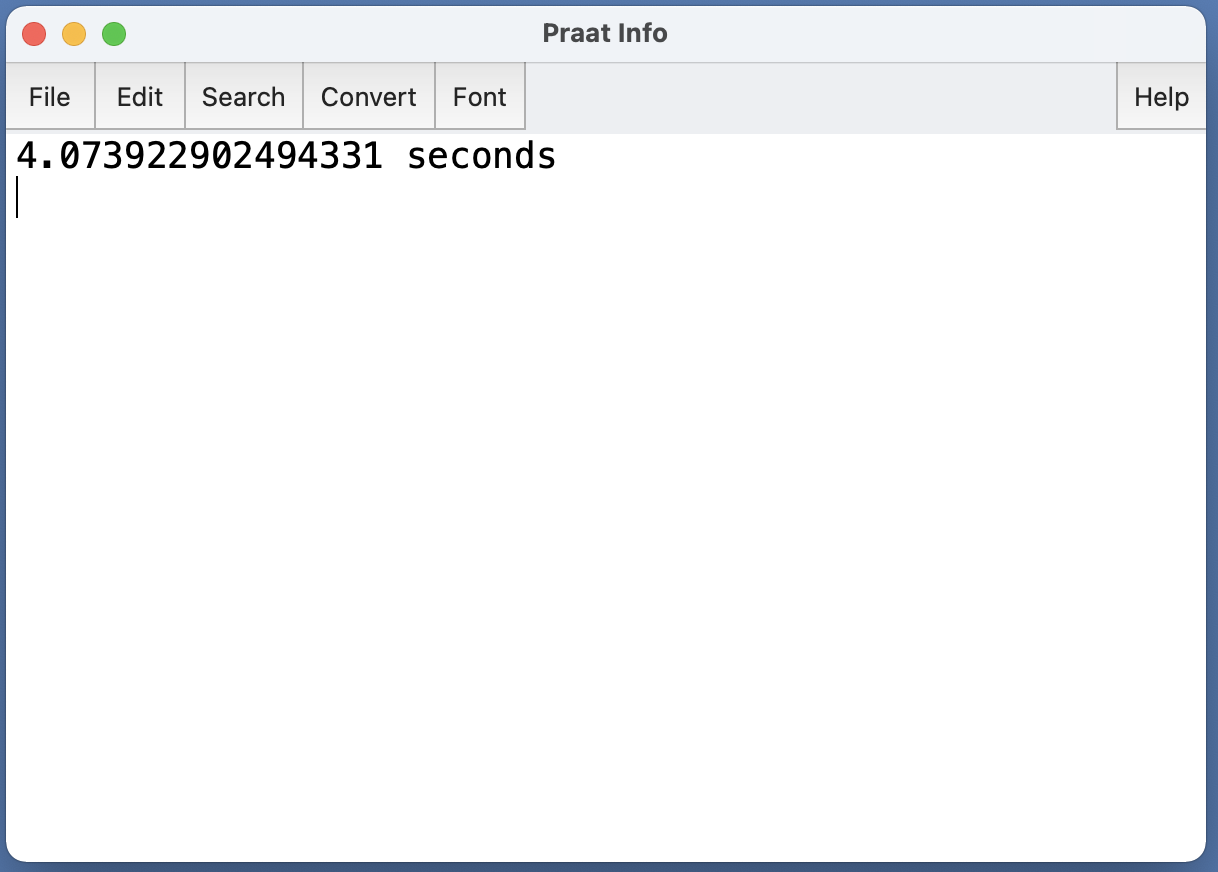 Praat Info
File Edit Search Convert Font Help
4.073922902494331 seconds